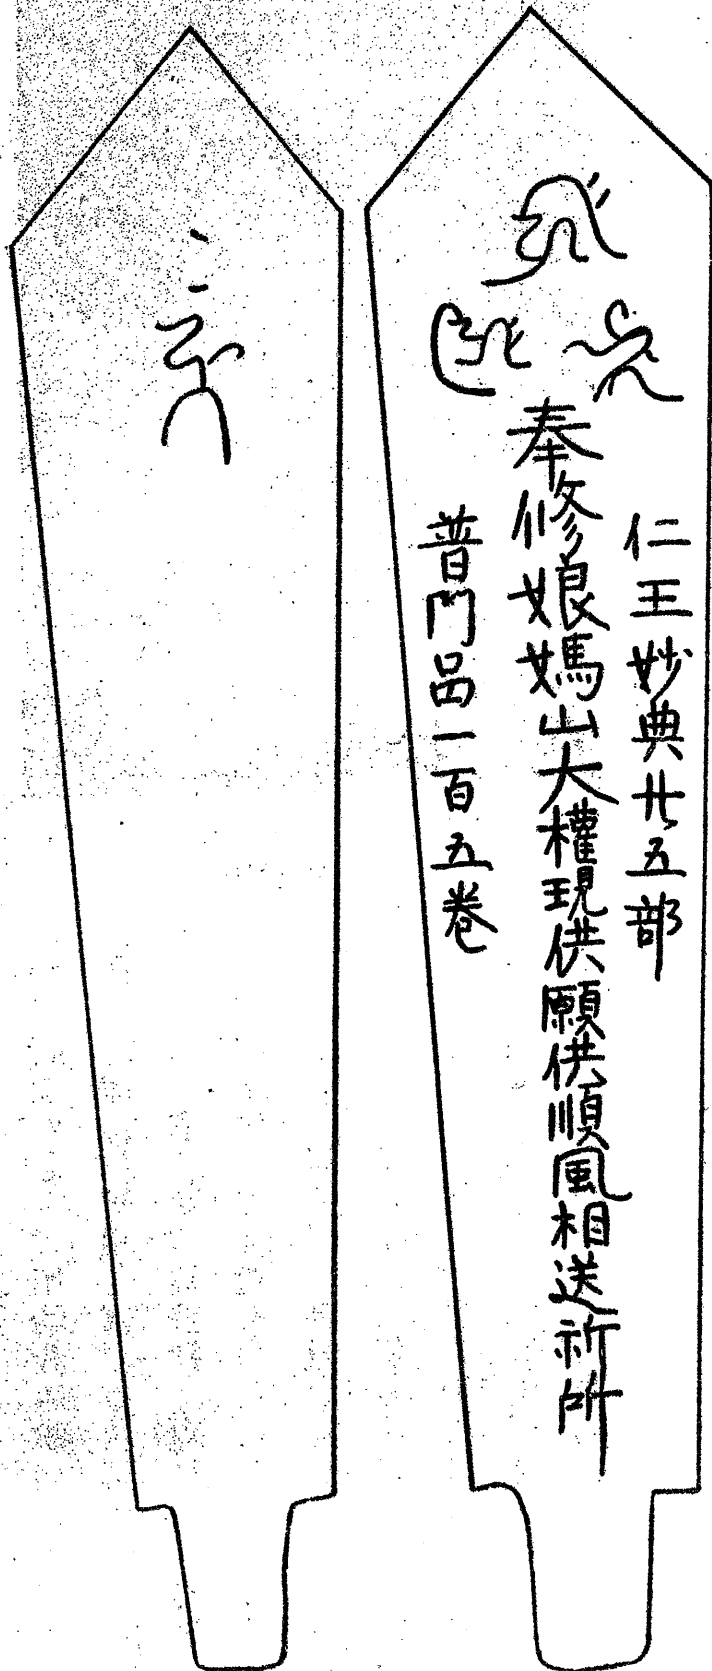 仁王妙典廿五部
奉修娘媽山大權現供願供順風相送祈所
普門品一百五卷